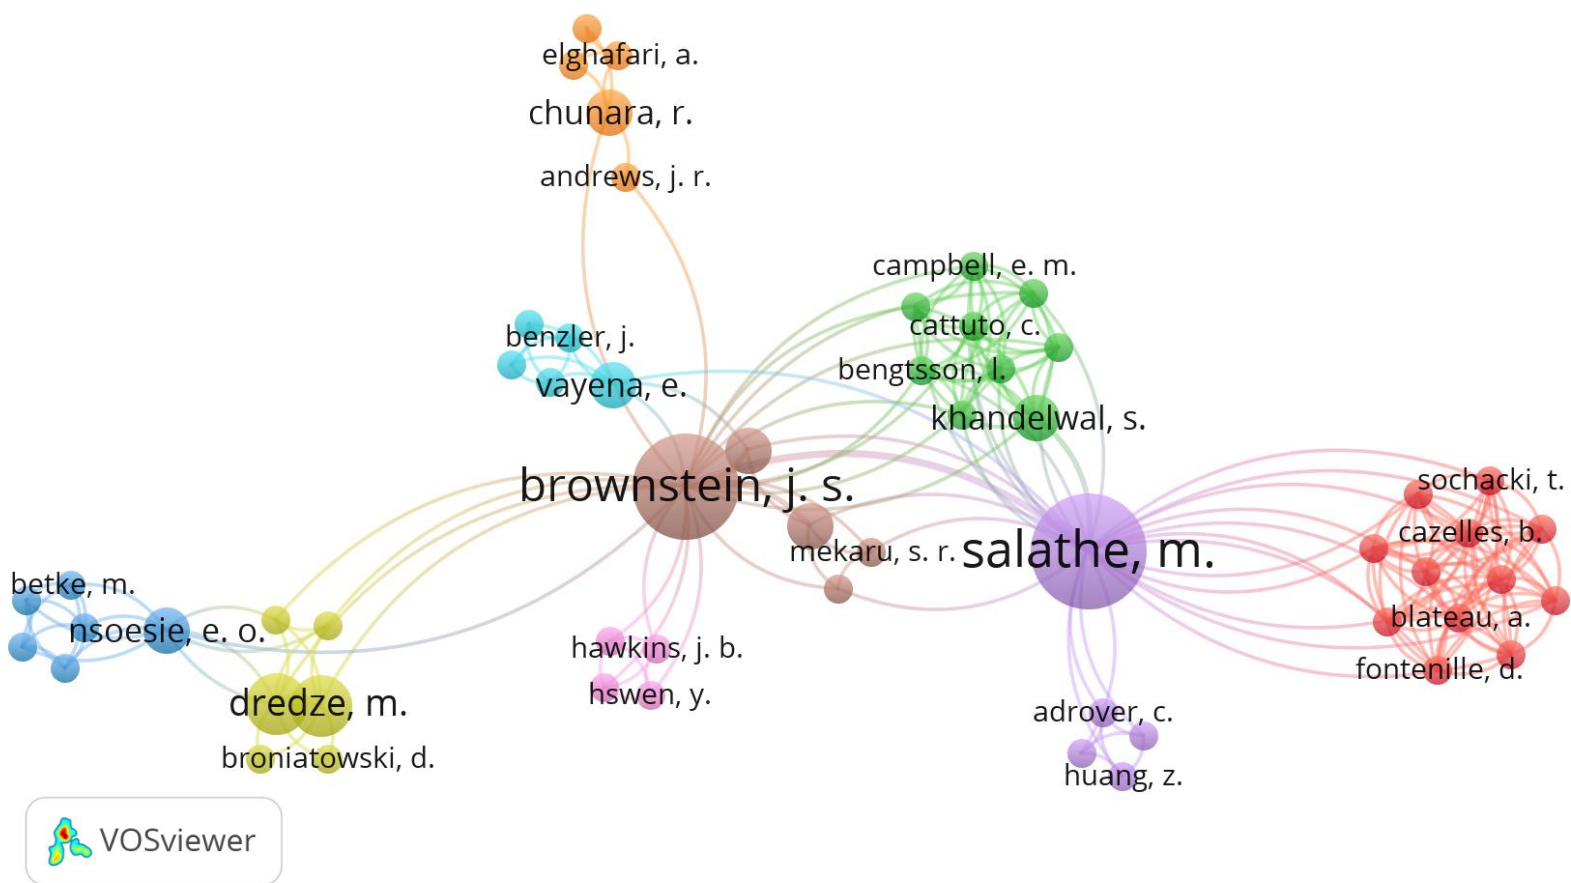 elghafari, a.
chunara, r.
andrews, j. r.
campbell, e. m.
cattuto, c.
benzler, j.
bengtsson, l.
vayena, e.
khandelwal, s.
brownstein, j. s.
sochacki, t.
cazelles, b.
mekaru, s. r.
salathe, m.
betke, m.
nsoesie, e. o.
blateau, a.
hawkins, j. b.
fontenille, d.
hswen, y.
dredze, m.
adrover, c.
broniatowski, d.
huang, z.
VOSviewer